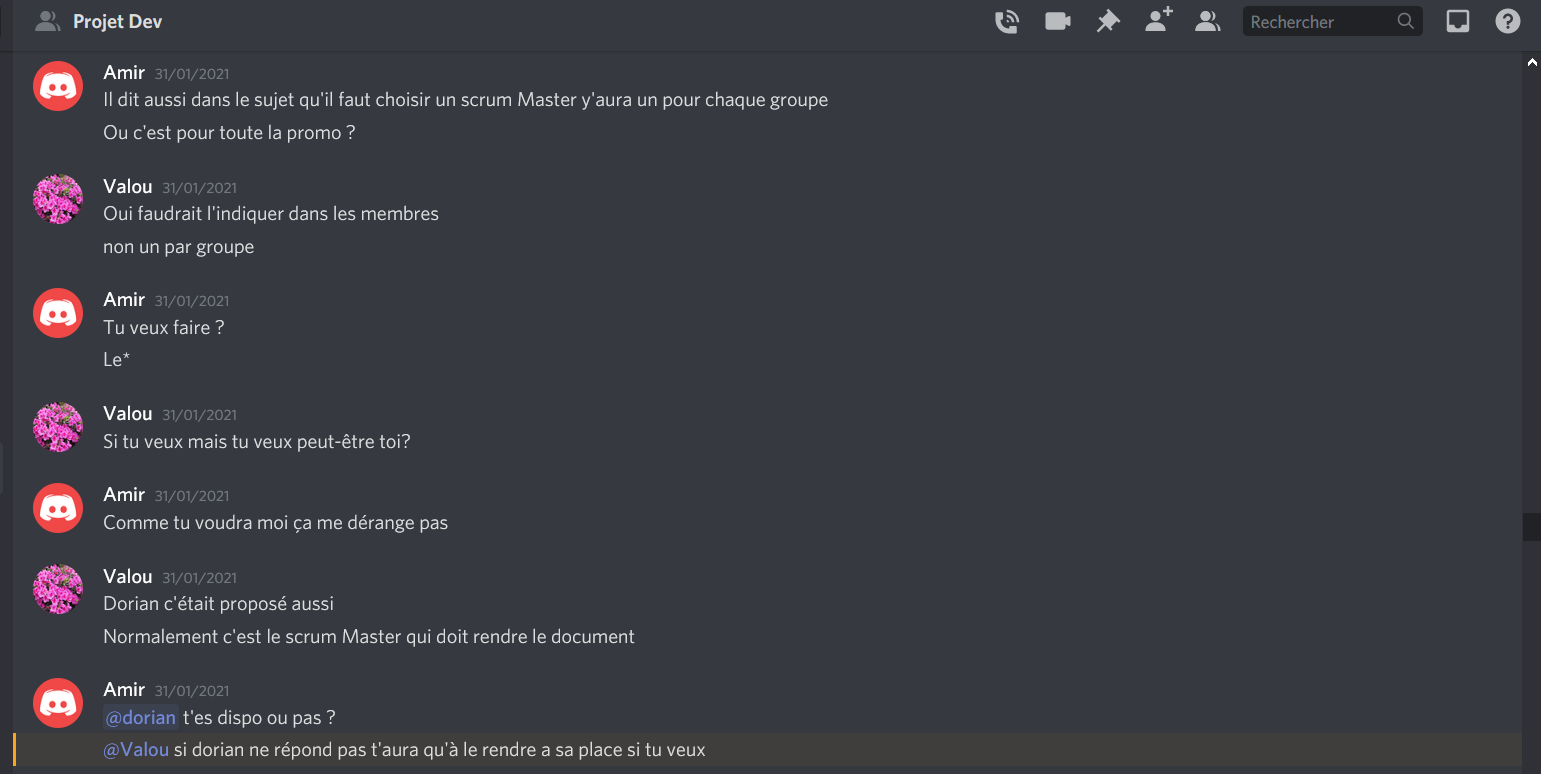 Projet Dev
Rechercher
Amir 31/01/2021
Il dit aussi dans le sujet qu'il faut choisir un scrum Master y'aura un pour chaque groupe
Ou c'est pour toute la promo ?
Valou 31/01/2021
Oui faudrait l'indiquer dans les membres
non un par groupe
Amir 31/01/2021
Tu veux faire ?
Le*
Valou 31/01/2021
Si tu veux mais tu veux peut-être toi?
Amir 31/01/2021
Comme tu voudra moi ça me dérange pas
Valou 31/01/2021
Dorian c'était proposé aussi
Normalement c'est le scrum Master qui doit rendre le document
Amir 31/01/2021
@dorian t'es dispo ou pas ?
@Valou si dorian ne répond pas t'aura qu'à le rendre a sa place si tu veux